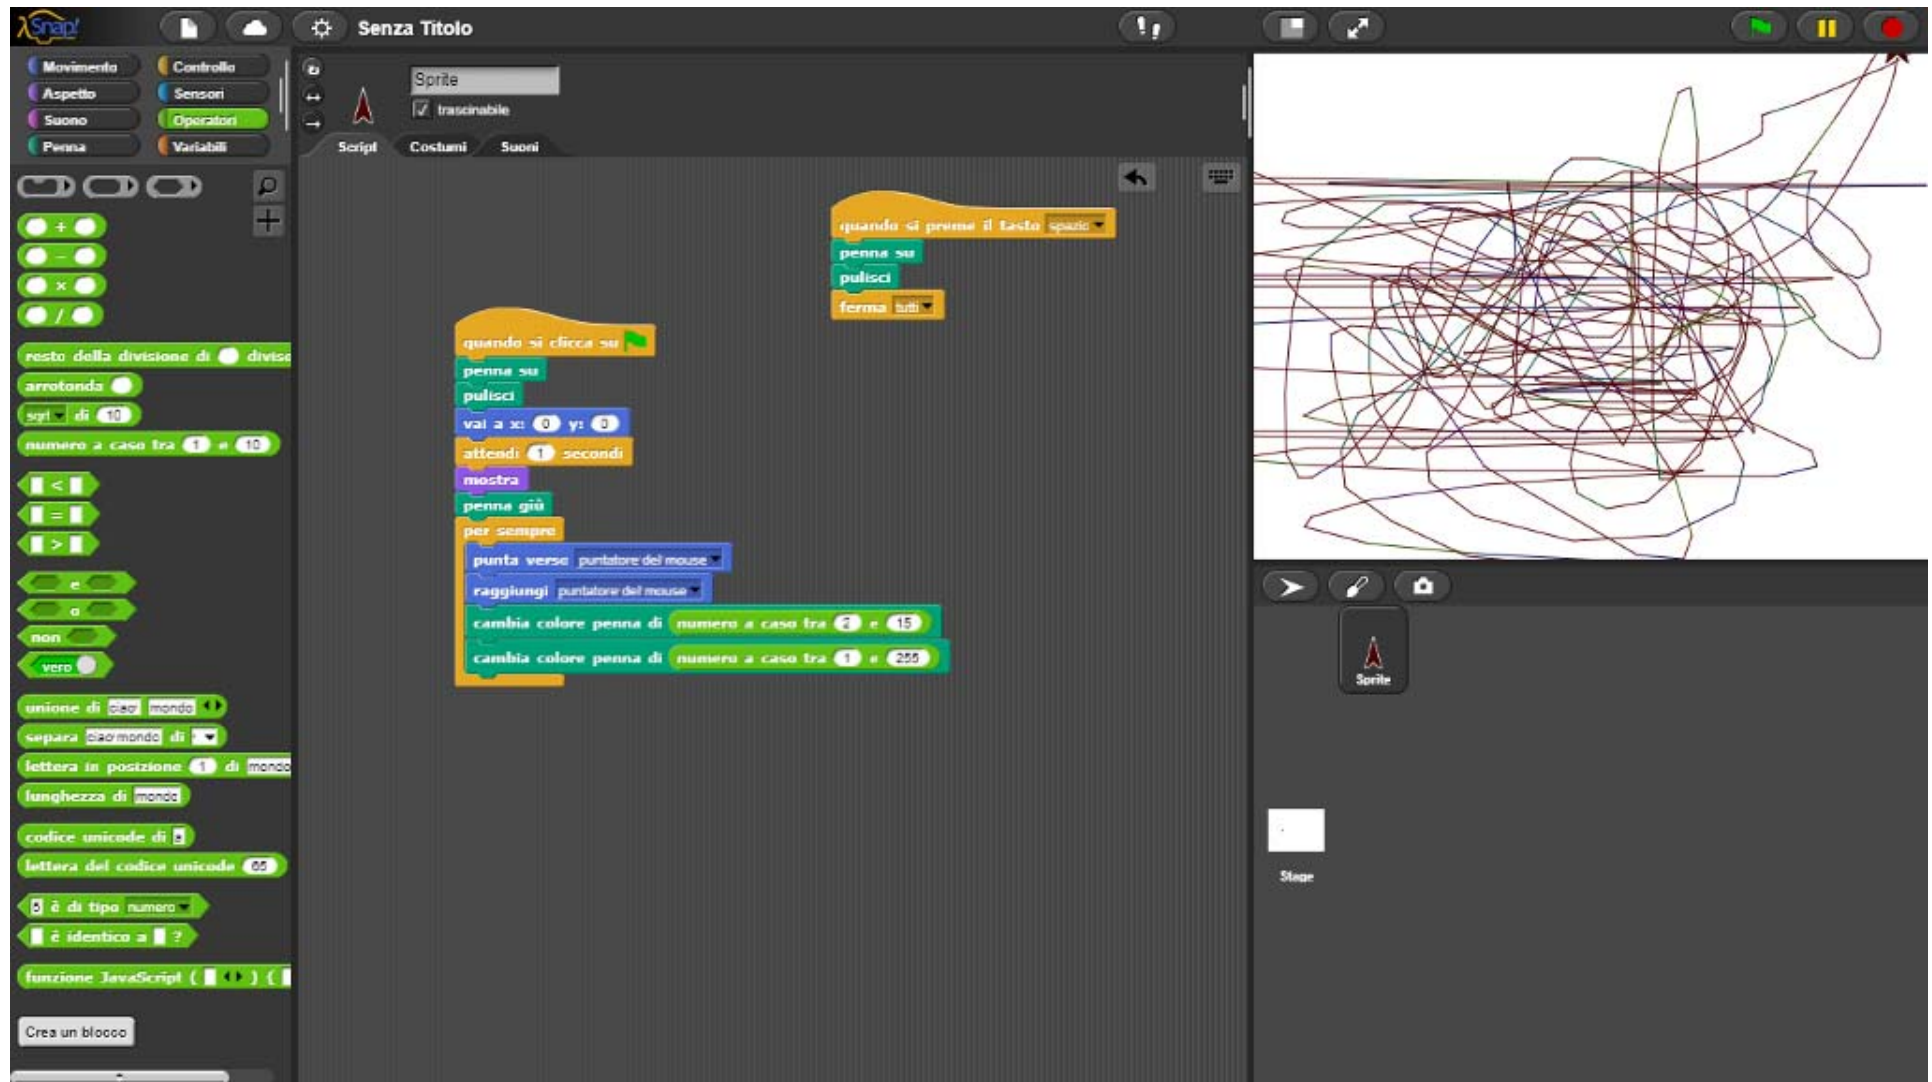 Snap!
Senza Titolo
Movimento
Controllo
Aspetto
Sensori
Suono
Operatori
Penna
Variabili
+
−
×
/
resto della divisione di divisc
arrotonda
sqrt di 10
numero a caso tra 1 e 10
<
=
>
e
o
non
vero
unione di ciao! mondo
separa ciao mondo di
lettera in posizione 1 di mondo
lunghezza di mondo
codice unicode di a
lettera del codice unicode 65
5 è di tipo numero
è identico a ?
funzione JavaScript ( ) {
Crea un blocco
Sprite
trascinabile
Script
Costumi
Suoni
quando si clicca su
penna su
pulisci
vai a x: 0 y: 0
attendi 1 secondi
mostra
penna giù
per sempre
punta verso puntatore del mouse
raggiungi puntatore del mouse
cambia colore penna di numero a caso tra 2 e 15
cambia colore penna di numero a caso tra 1 e 255
quando si preme il tasto spazio
penna su
pulisci
ferma tutti
Sprite
Stage